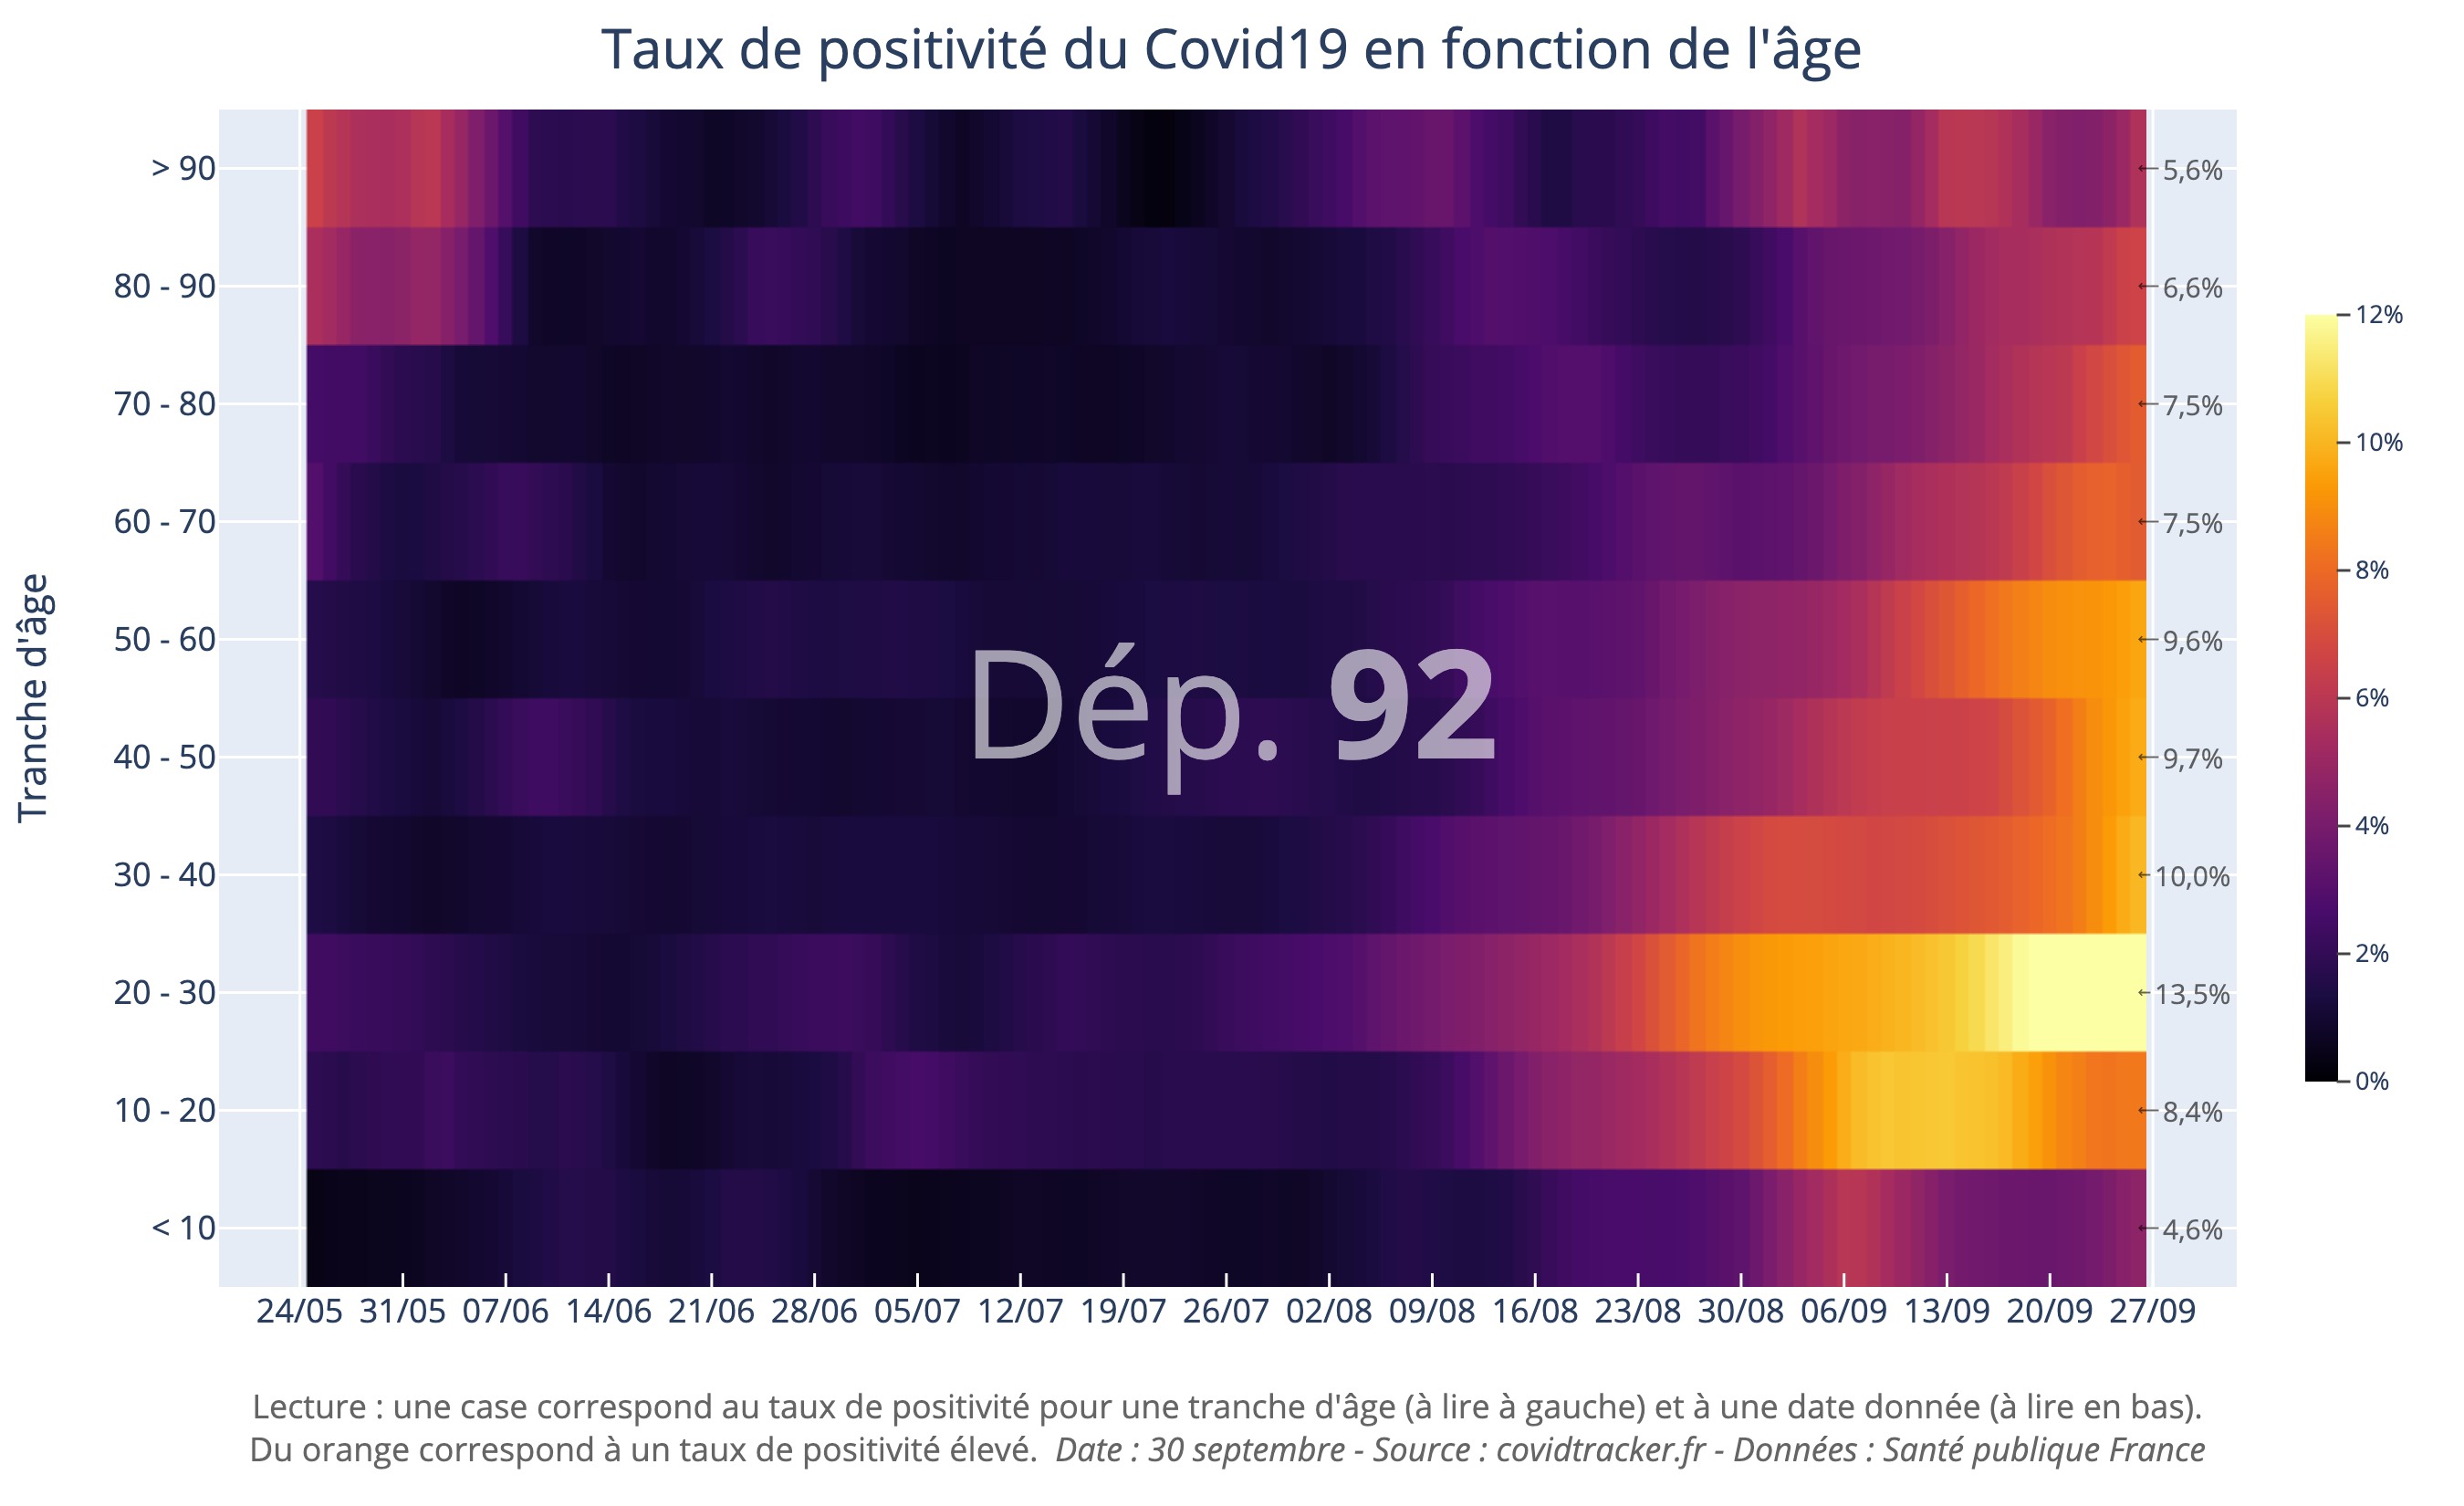 Taux de positivité du Covid19 en fonction de l'âge
Tranche d'âge
> 90
80 - 90
70 - 80
60 - 70
50 - 60
40 - 50
30 - 40
20 - 30
10 - 20
< 10
Dép. 92
←5,6%
←6,6%
←7,5%
←7,5%
←9,6%
←9,7%
←10,0%
←13,5%
←8,4%
←4,6%
12%
10%
8%
6%
4%
2%
0%
24/05 31/05 07/06 14/06 21/06 28/06 05/07 12/07 19/07 26/07 02/08 09/08 16/08 23/08 30/08 06/09 13/09 20/09 27/09
Lecture : une case correspond au taux de positivité pour une tranche d'âge (à lire à gauche) et à une date donnée (à lire en bas).
Du orange correspond à un taux de positivité élevé. Date : 30 septembre - Source : covidtracker.fr - Données : Santé publique France